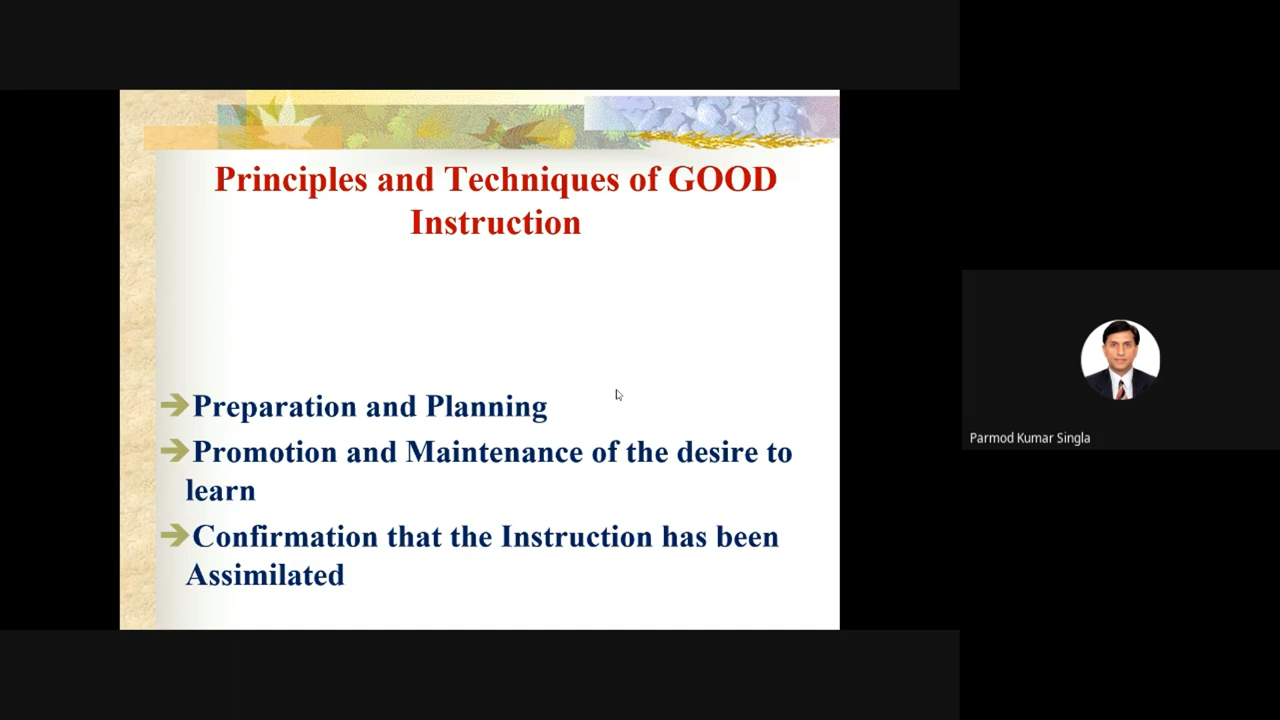 Principles and Techniques of GOOD
Instruction
Preparation and Planning
Promotion and Maintenance of the desire to
learn
Confirmation that the Instruction has been
Assimilated
Parmod Kumar Singla